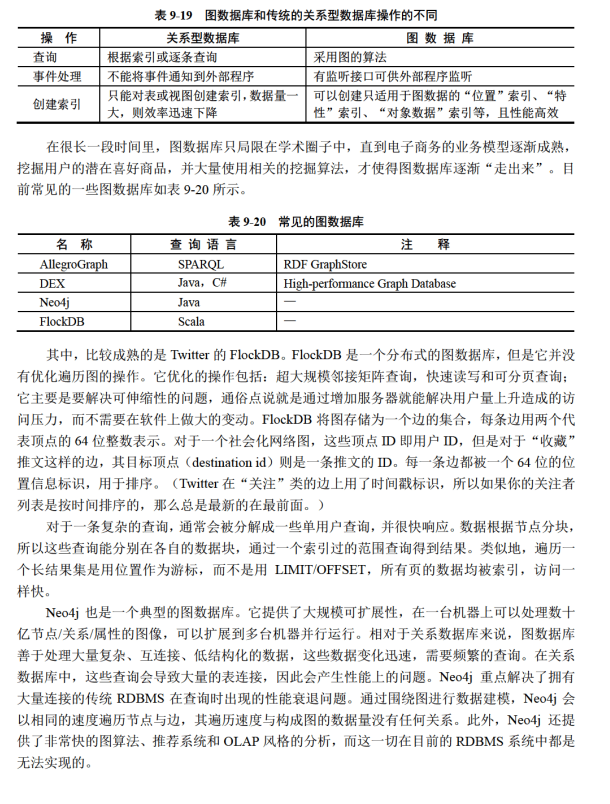 表 9-19 图数据库和传统的关系型数据库操作的不同
操 作 关系型数据库 图 数 据 库
查询 根据索引或逐条查询 采用图的算法
事件处理 不能将事件通知到外部程序 有监听接口可供外部程序监听
创建索引 只能对表或视图创建索引，数据量一 可以创建只适用于图数据的“位置”索引、“特
大，则效率迅速下降 性”索引、“对象数据”索引等，且性能高效
在很长一段时间里，图数据库只局限在学术圈子中，直到电子商务的业务模型逐渐成熟，
挖掘用户的潜在喜好商品，并大量使用相关的挖掘算法，才使得图数据库逐渐“走出来”。目
前常见的一些图数据库如表 9-20 所示。
表 9-20 常见的图数据库
名 称 查 询 语 言 注 释
AllegroGraph SPARQL RDF GraphStore
DEX Java，C# High-performance Graph Database
Neo4j Java —
FlockDB Scala —
其中，比较成熟的是 Twitter 的 FlockDB。FlockDB 是一个分布式的图数据库，但是它并没
有优化遍历图的操作。它优化的操作包括：超大规模邻接矩阵查询，快速读写和可分页查询；
它主要是要解决可伸缩性的问题，通俗点说就是通过增加服务器就能解决用户量上升造成的访
问压力，而不需要在软件上做大的变动。FlockDB 将图存储为一个边的集合，每条边用两个代
表顶点的 64 位整数表示。对于一个社会化网络图，这些顶点 ID 即用户 ID，但是对于“收藏”
推文这样的边，其目标顶点（destination id）则是一条推文的 ID。每一条边都被一个 64 位的位
置信息标识，用于排序。（Twitter 在“关注”类的边上用了时间戳标识，所以如果你的关注者
列表是按时间排序的，那么总是最新的在最前面。）
对于一条复杂的查询，通常会被分解成一些单用户查询，并很快响应。数据根据节点分块，
所以这些查询能分别在各自的数据块，通过一个索引过的范围查询得到结果。类似地，遍历一
个长结果集是用位置作为游标，而不是用 LIMIT/OFFSET，所有页的数据均被索引，访问一
样快。
Neo4j 也是一个典型的图数据库。它提供了大规模可扩展性，在一台机器上可以处理数十
亿节点/关系/属性的图像，可以扩展到多台机器并行运行。相对于关系数据库来说，图数据库
善于处理大量复杂、互连接、低结构化的数据，这些数据变化迅速，需要频繁的查询。在关系
数据库中，这些查询会导致大量的表连接，因此会产生性能上的问题。Neo4j 重点解决了拥有
大量连接的传统 RDBMS 在查询时出现的性能衰退问题。通过围绕图进行数据建模，Neo4j 会
以相同的速度遍历节点与边，其遍历速度与构成图的数据量没有任何关系。此外，Neo4j 还提
供了非常快的图算法、推荐系统和 OLAP 风格的分析，而这一切在目前的 RDBMS 系统中都是
无法实现的。